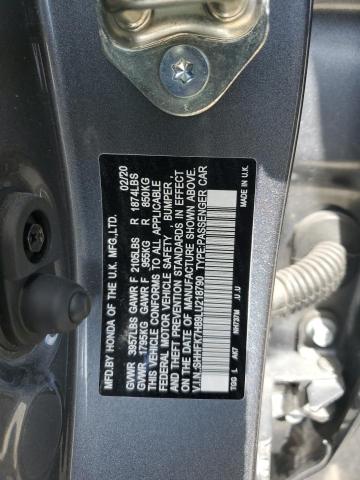 MFD. BY HONDA OF THE U.K. MFG.,LTD. 02/20
GVWR 3957LBS GAWR F 2105LBS R 1874LBS
GVWR 1795KG GAWR F 955KG R 850KG
THIS VEHICLE CONFORMS TO ALL APPLICABLE
FEDERAL MOTOR VEHICLE SAFETY, BUMPER,
AND THEFT PREVENTION STANDARDS IN EFFECT
ON THE DATE OF MANUFACTURE SHOWN ABOVE.
V.I.N.:SHHFK7H89LU219790 TYPE:PASSENGER CAR
MADE IN U.K.